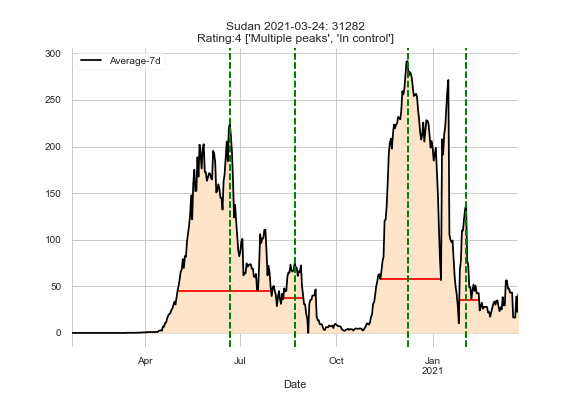 Sudan 2021-03-24: 31282
Rating:4 ['Multiple peaks', 'In control']
Average-7d
300
250
200
150
100
50
0
Apr
Jul
Oct
Jan
2021
Date